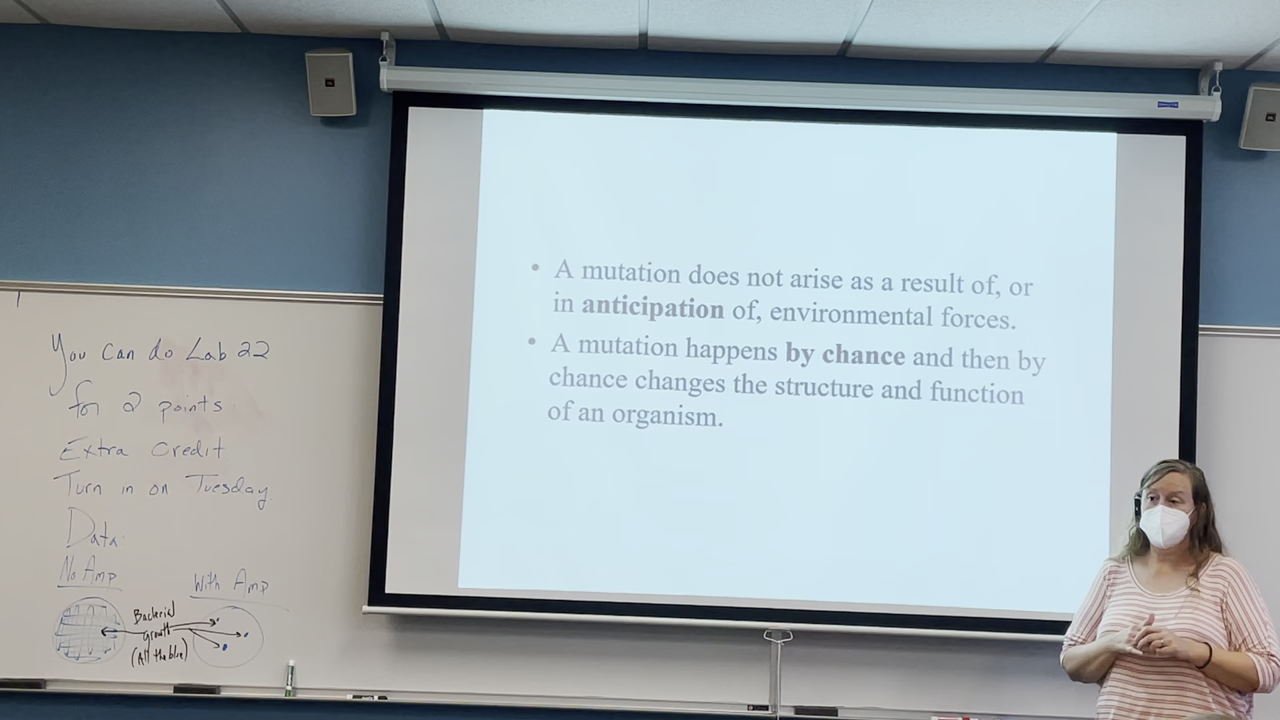 You can do Lab 22
for 2 points
Extra Credit
Turn in on Tuesday.
Data
No Amp
With Amp
Bacterial
growth
(All the blue)
• A mutation does not arise as a result of, or
in anticipation of, environmental forces.
• A mutation happens by chance and then by
chance changes the structure and function
of an organism.